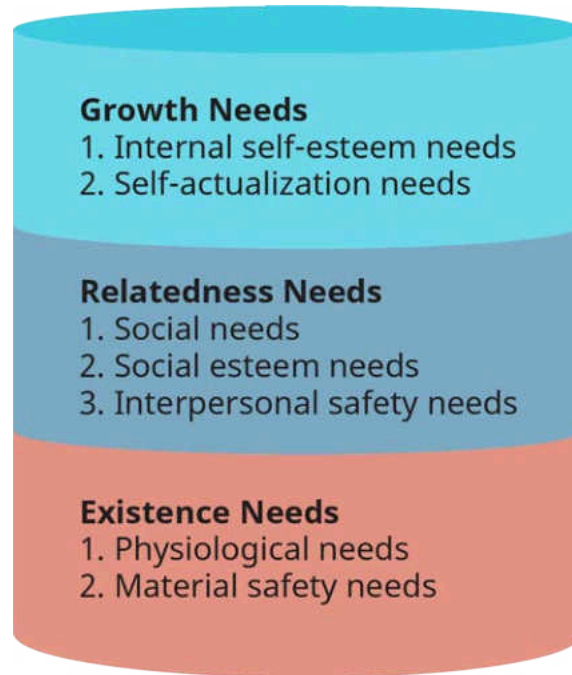 Growth Needs
1. Internal self-esteem needs
2. Self-actualization needs
Relatedness Needs
1. Social needs
2. Social esteem needs
3. Interpersonal safety needs
Existence Needs
1. Physiological needs
2. Material safety needs